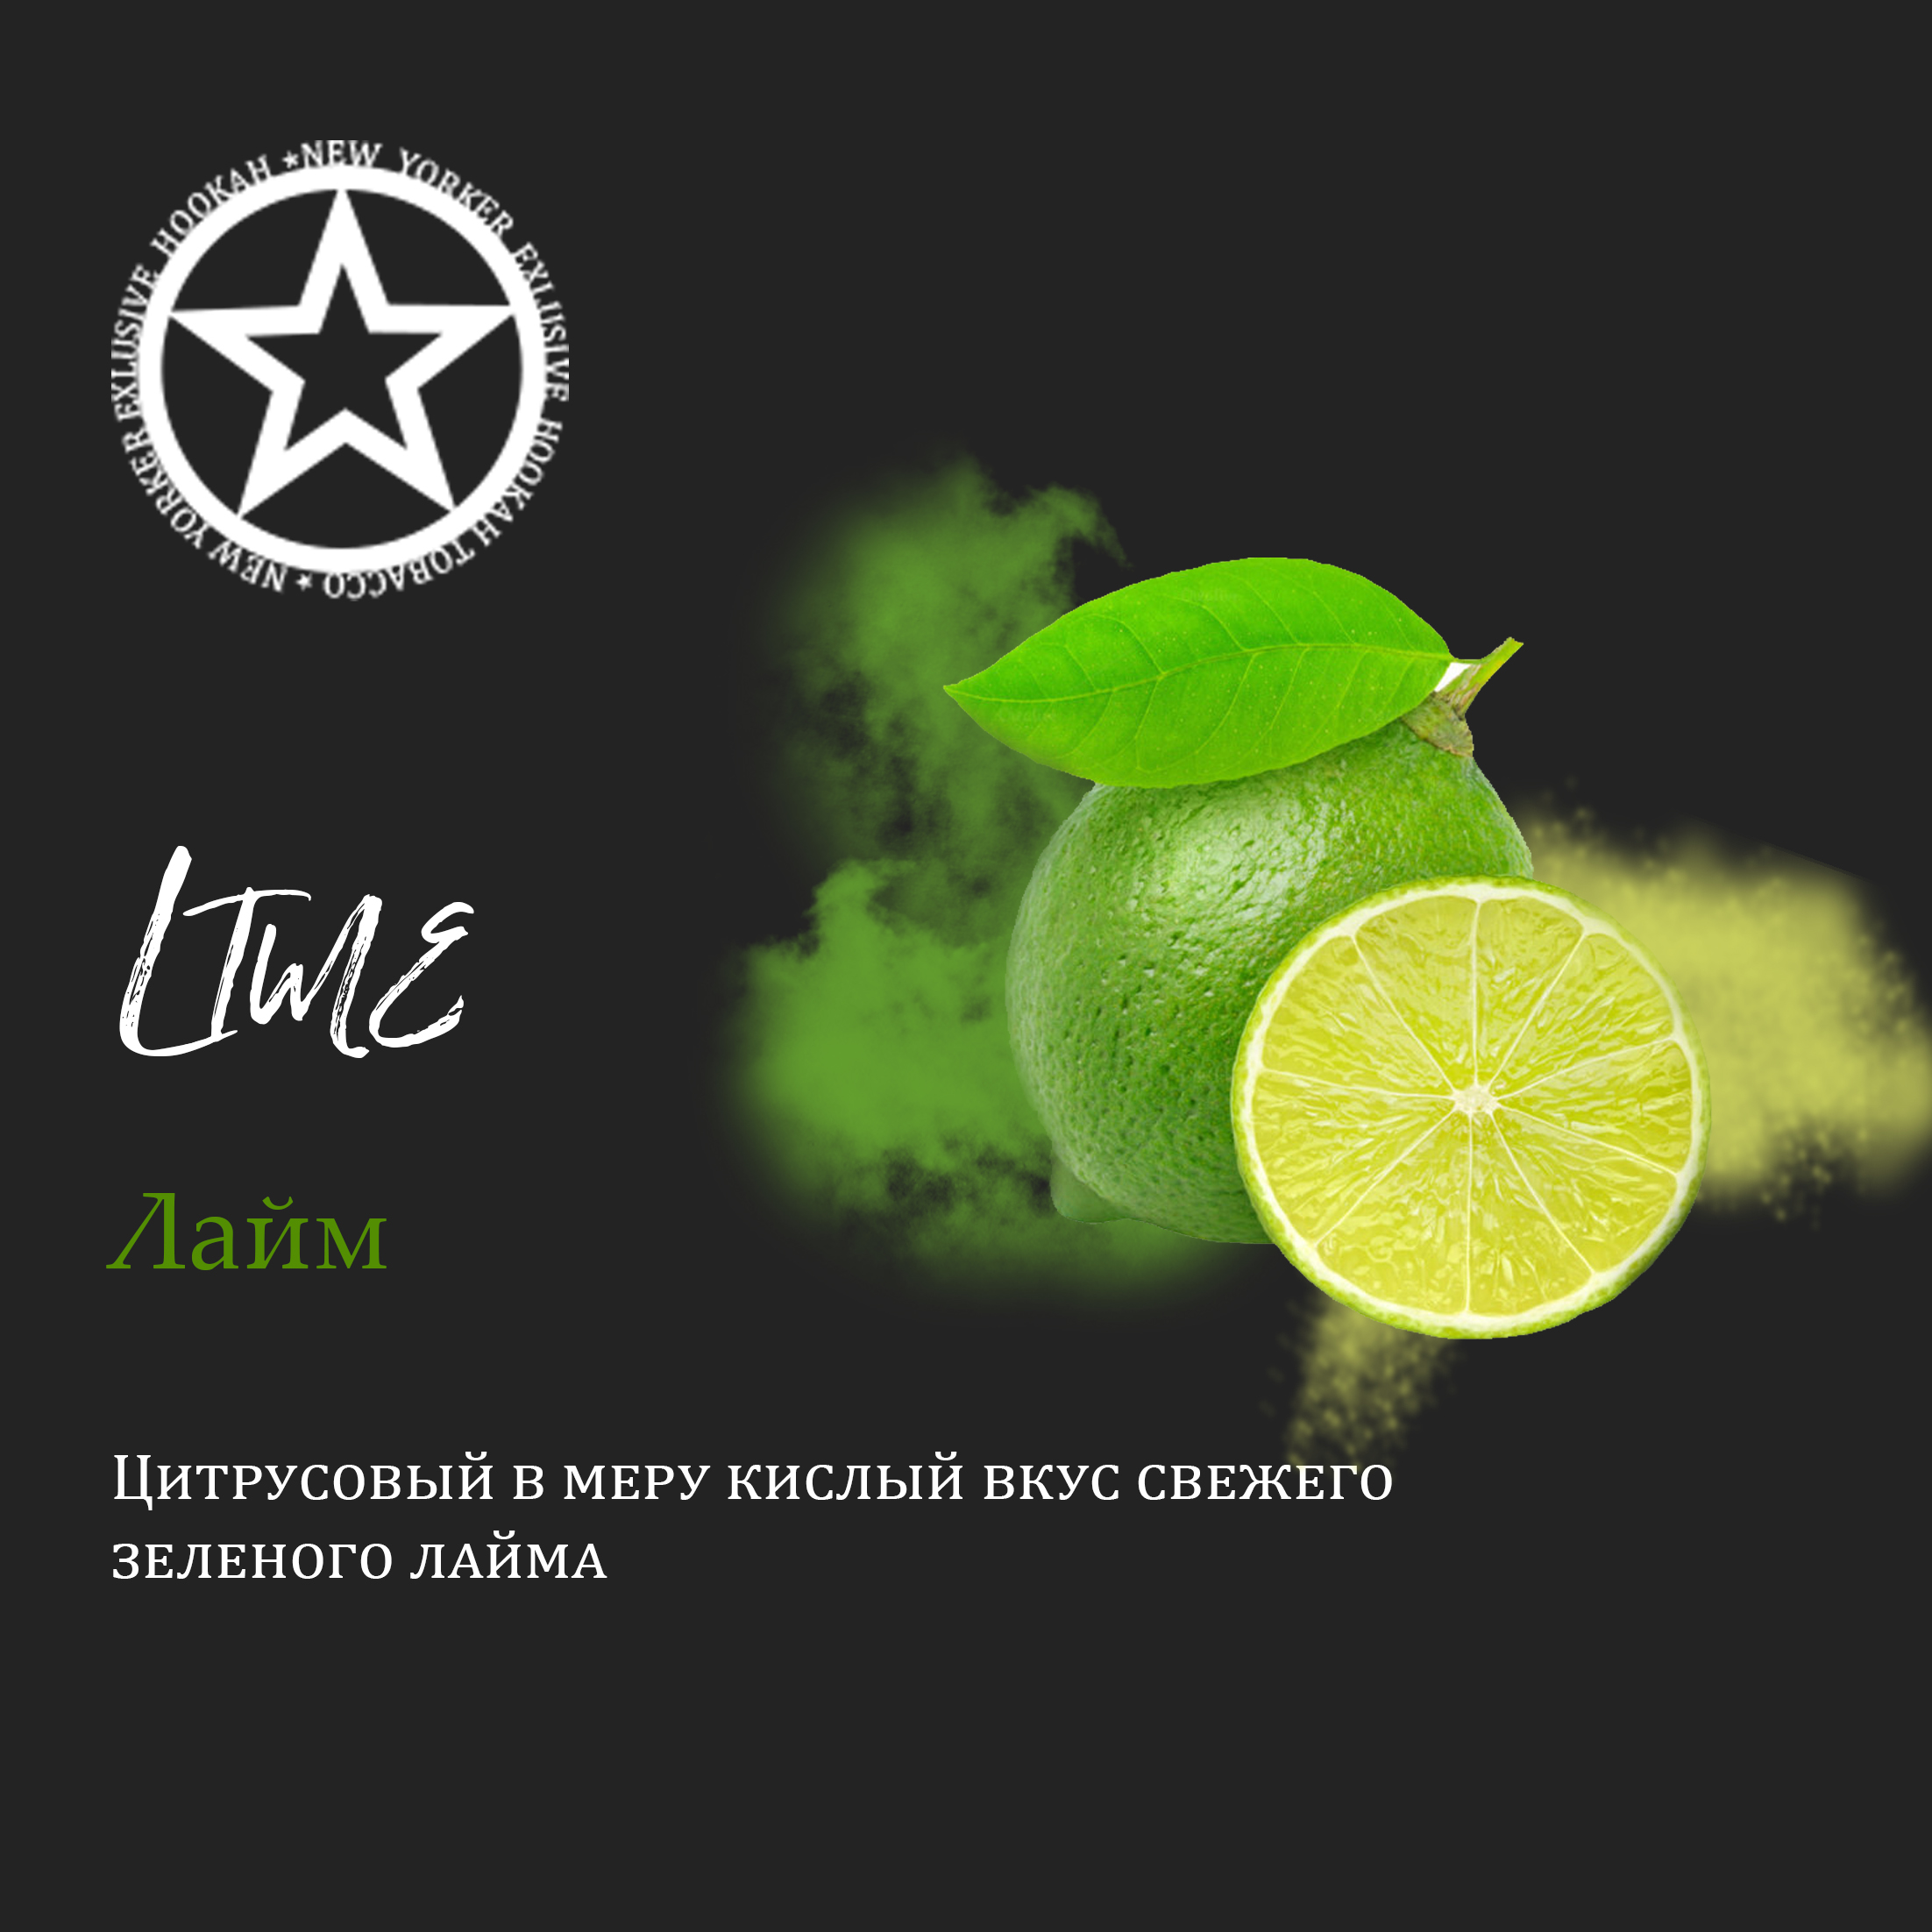 ★ NEW YORKER EXLUSIVE HOOKAH TOBACCO ★ NEW YORKER EXLUSIVE HOOKAH
LIME
Лайм
Цитрусовый в меру кислый вкус свежего
зеленого лайма